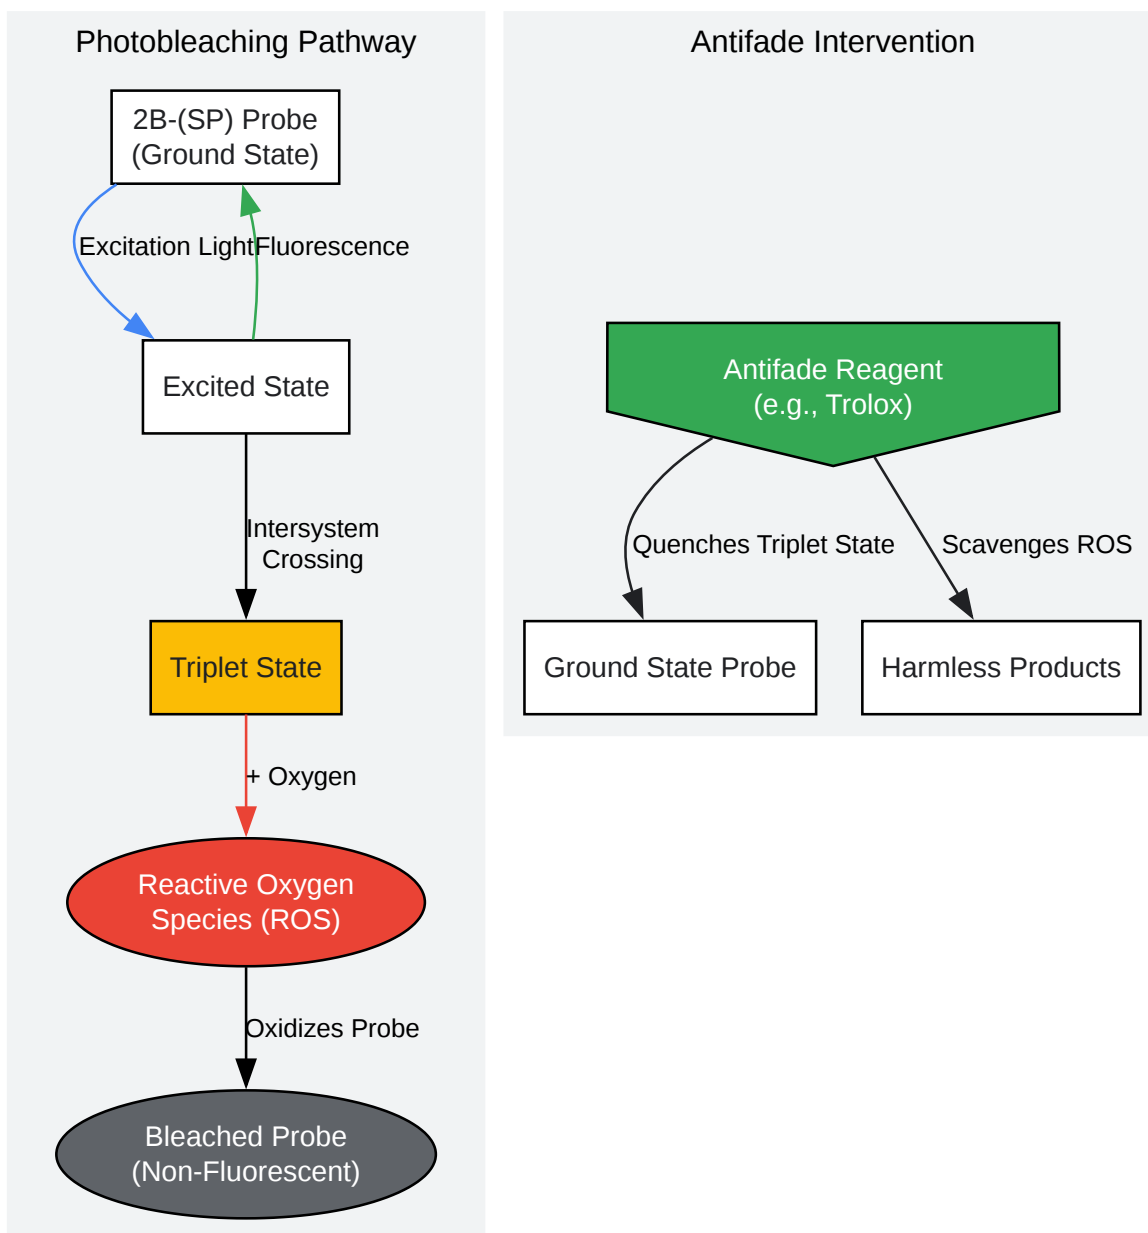 Photobleaching Pathway
2B-(SP) Probe
(Ground State)
Excitation Light
Fluorescence
Excited State
Intersystem
Crossing
Triplet State
+ Oxygen
Reactive Oxygen
Species (ROS)
Oxidizes Probe
Bleached Probe
(Non-Fluorescent)
Antifade Intervention
Antifade Reagent
(e.g., Trolox)
Quenches Triplet State
Scavenges ROS
Ground State Probe
Harmless Products